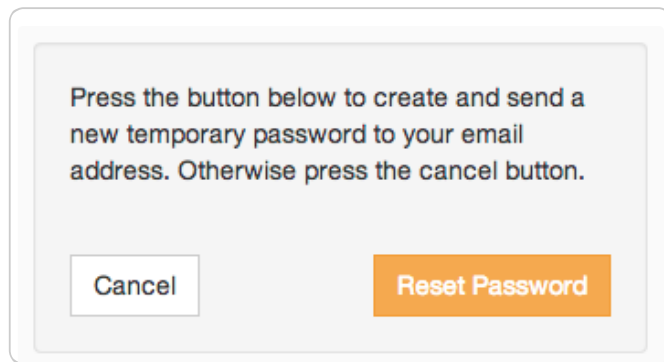 Press the button below to create and send a
new temporary password to your email
address. Otherwise press the cancel button.
Cancel
Reset Password